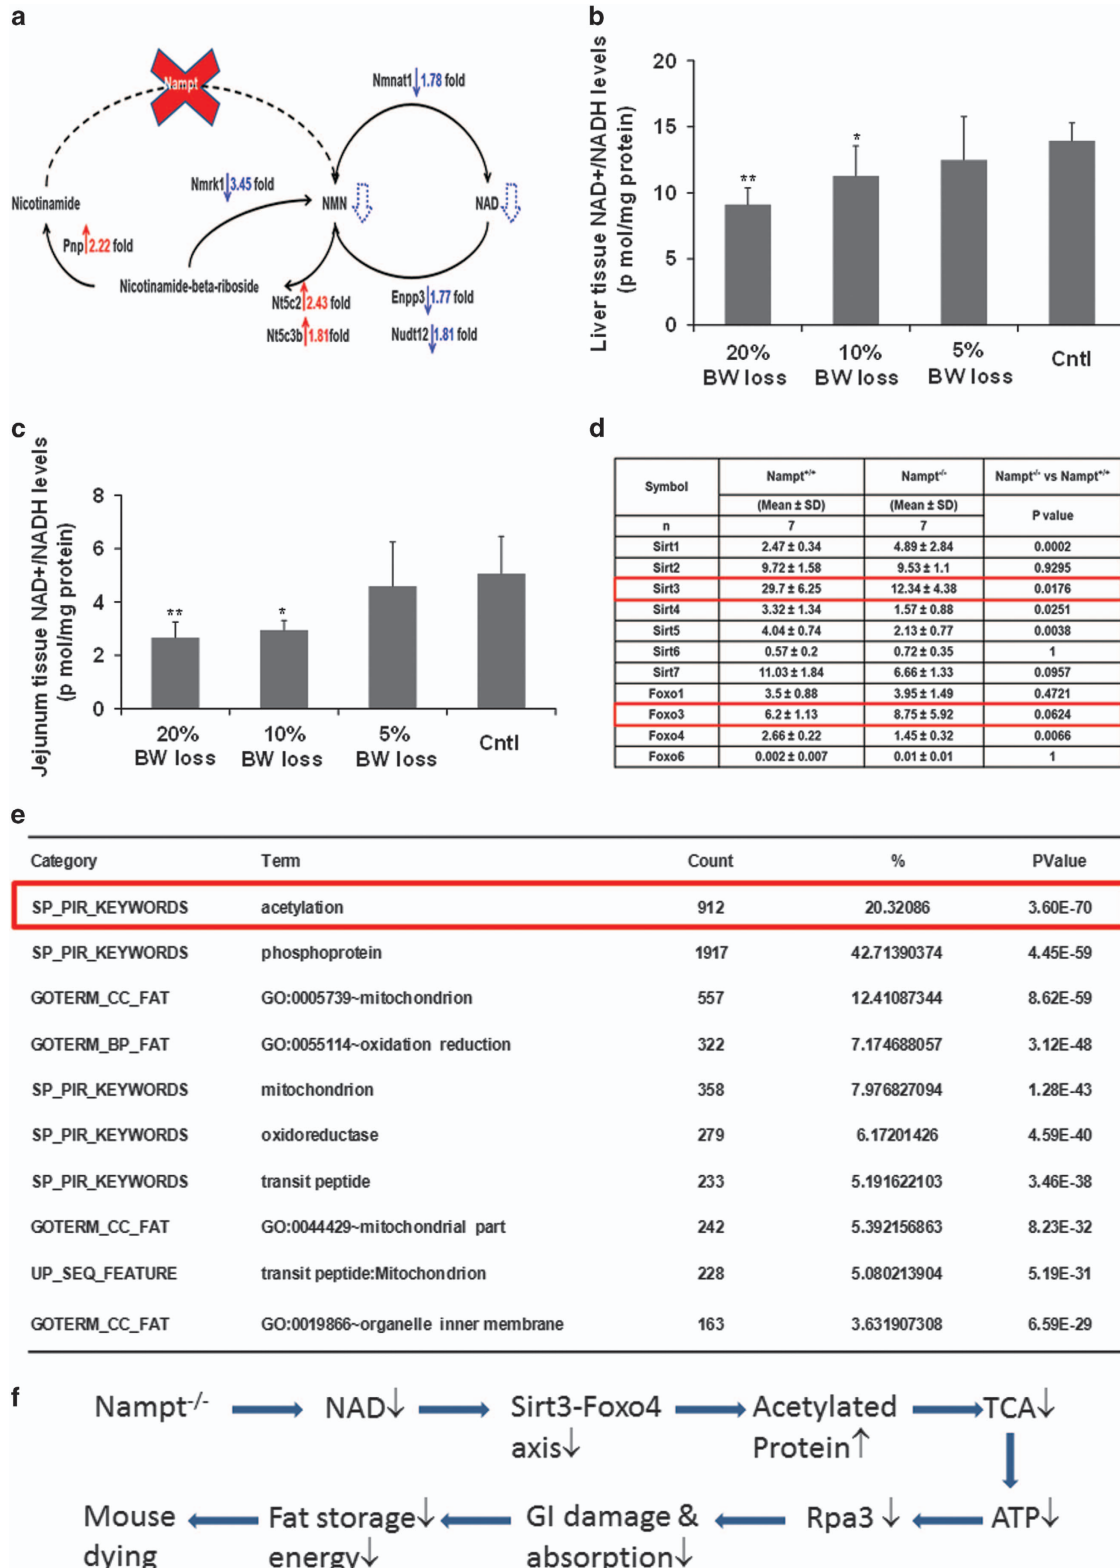 a
Nampt
Nmnat1 1.78 fold
Nmrk1 3.45 fold
Nicotinamide
NMN
NAD
Pnp 2.22 fold
Nicotinamide-beta-riboside
Nt5c2 2.43 fold
Enpp3 1.77 fold
Nt5c3b 1.81fold
Nudt12 1.81 fold
b
Liver tissue NAD+/NADH levels
(p mol/mg protein)
20
15
10
5
0
**
*
20%
BW loss
10%
BW loss
5%
BW loss
Cntl
c
Jejunum tissue NAD+/NADH levels
(p mol/mg protein)
8
6
4
2
0
**
*
20%
BW loss
10%
BW loss
5%
BW loss
Cntl
d
Symbol Nampt+/+ Nampt-/- Nampt-/- vs Nampt+/+
(Mean ± SD) (Mean ± SD) P value
n 7 7
Sirt1 2.47 ± 0.34 4.89 ± 2.84 0.0002
Sirt2 9.72 ± 1.58 9.53 ± 1.1 0.9295
Sirt3 29.7 ± 6.25 12.34 ± 4.38 0.0176
Sirt4 3.32 ± 1.34 1.57 ± 0.88 0.0251
Sirt5 4.04 ± 0.74 2.13 ± 0.77 0.0038
Sirt6 0.57 ± 0.2 0.72 ± 0.35 1
Sirt7 11.03 ± 1.84 6.66 ± 1.33 0.0957
Foxo1 3.5 ± 0.88 3.95 ± 1.49 0.4721
Foxo3 6.2 ± 1.13 8.75 ± 5.92 0.0624
Foxo4 2.66 ± 0.22 1.45 ± 0.32 0.0066
Foxo6 0.002 ± 0.007 0.01 ± 0.01 1
e
Category Term Count % PValue
SP_PIR_KEYWORDS acetylation 912 20.32086 3.60E-70
SP_PIR_KEYWORDS phosphoprotein 1917 42.71390374 4.45E-59
GOTERM_CC_FAT GO:0005739~mitochondrion 557 12.41087344 8.62E-59
GOTERM_BP_FAT GO:0055114~oxidation reduction 322 7.174688057 3.12E-48
SP_PIR_KEYWORDS mitochondrion 358 7.976827094 1.28E-43
SP_PIR_KEYWORDS oxidoreductase 279 6.17201426 4.59E-40
SP_PIR_KEYWORDS transit peptide 233 5.191622103 3.46E-38
GOTERM_CC_FAT GO:0044429~mitochondrial part 242 5.392156863 8.23E-32
UP_SEQ_FEATURE transit peptide:Mitochondrion 228 5.080213904 5.19E-31
GOTERM_CC_FAT GO:0019866~organelle inner membrane 163 3.631907308 6.59E-29
f
Nampt-/- NAD↓ Sirt3-Foxo4 Acetylated TCA↓
axis↓ Protein↑
Mouse Fat storage↓ GI damage & Rpa3 ↓ ATP↓
dying energy↓ absorption↓